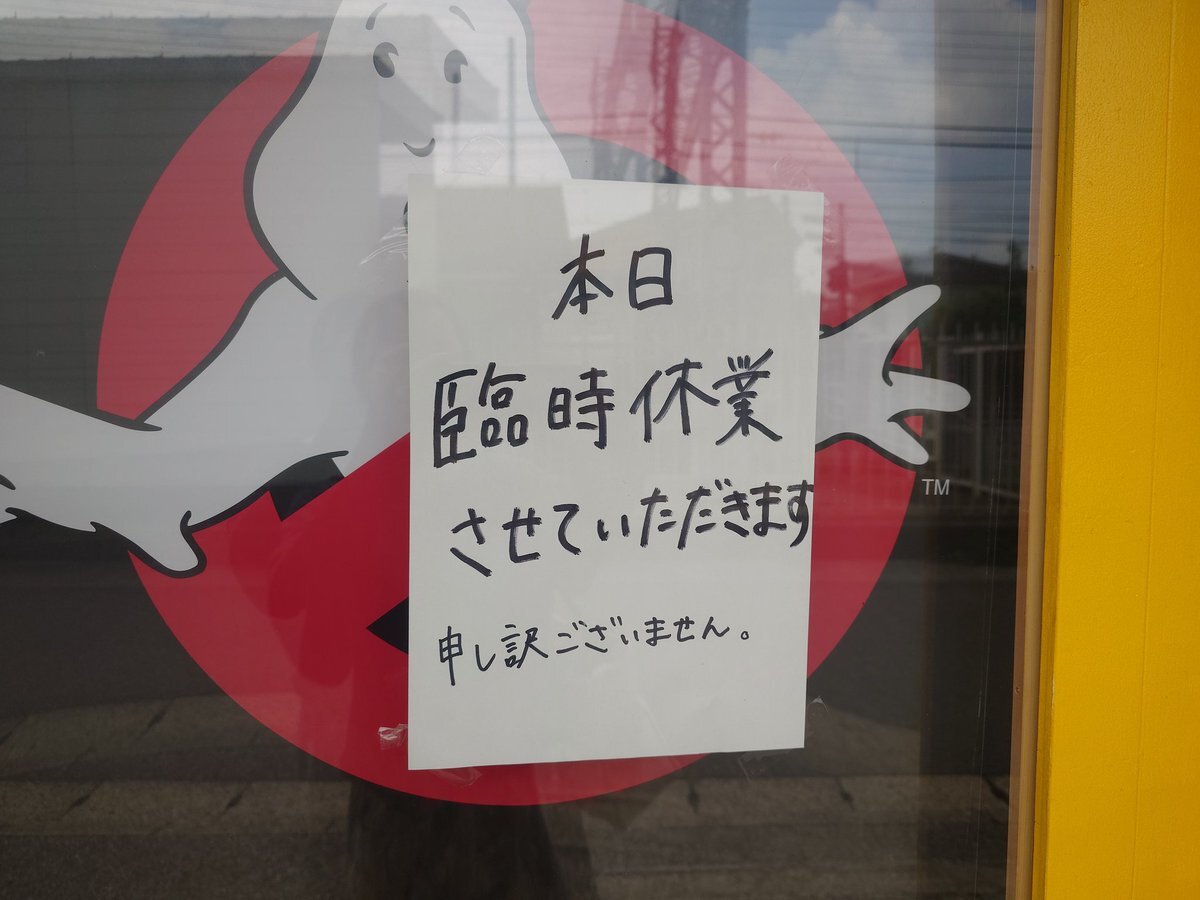 本日
臨時休業
させていただきます
申し訳ございません。
TM